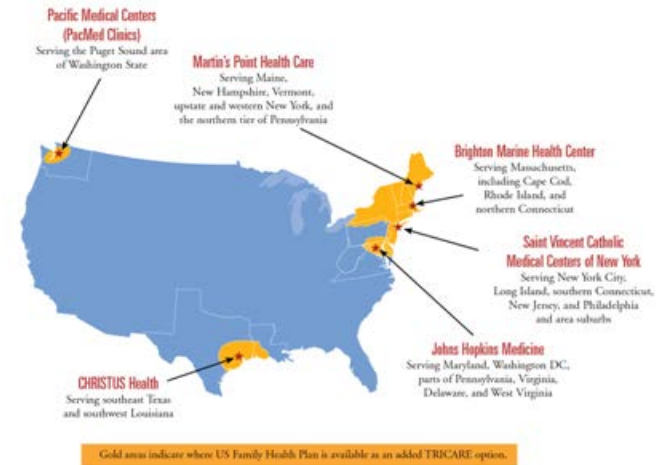 Pacific Medical Centers
(PacMed Clinics)
Serving the Puget Sound area
of Washington State
Martin's Point Health Care
Serving Maine,
New Hampshire, Vermont,
upstate and western New York, and
the northern tier of Pennsylvania
Brighton Marine Health Center
Serving Massachusetts,
including Cape Cod,
Rhode Island, and
northern Connecticut
Saint Vincent Catholic
Medical Centers of New York
Serving New York City,
Long Island, southern Connecticut,
New Jersey, and Philadelphia
and area suburbs
Johns Hopkins Medicine
Serving Maryland, Washington DC,
parts of Pennsylvania, Virginia,
Delaware, and West Virginia
CHRISTUS Health
Serving southeast Texas
and southwest Louisiana
Gold areas indicate where US Family Health Plan is available as an added TRICARE option.